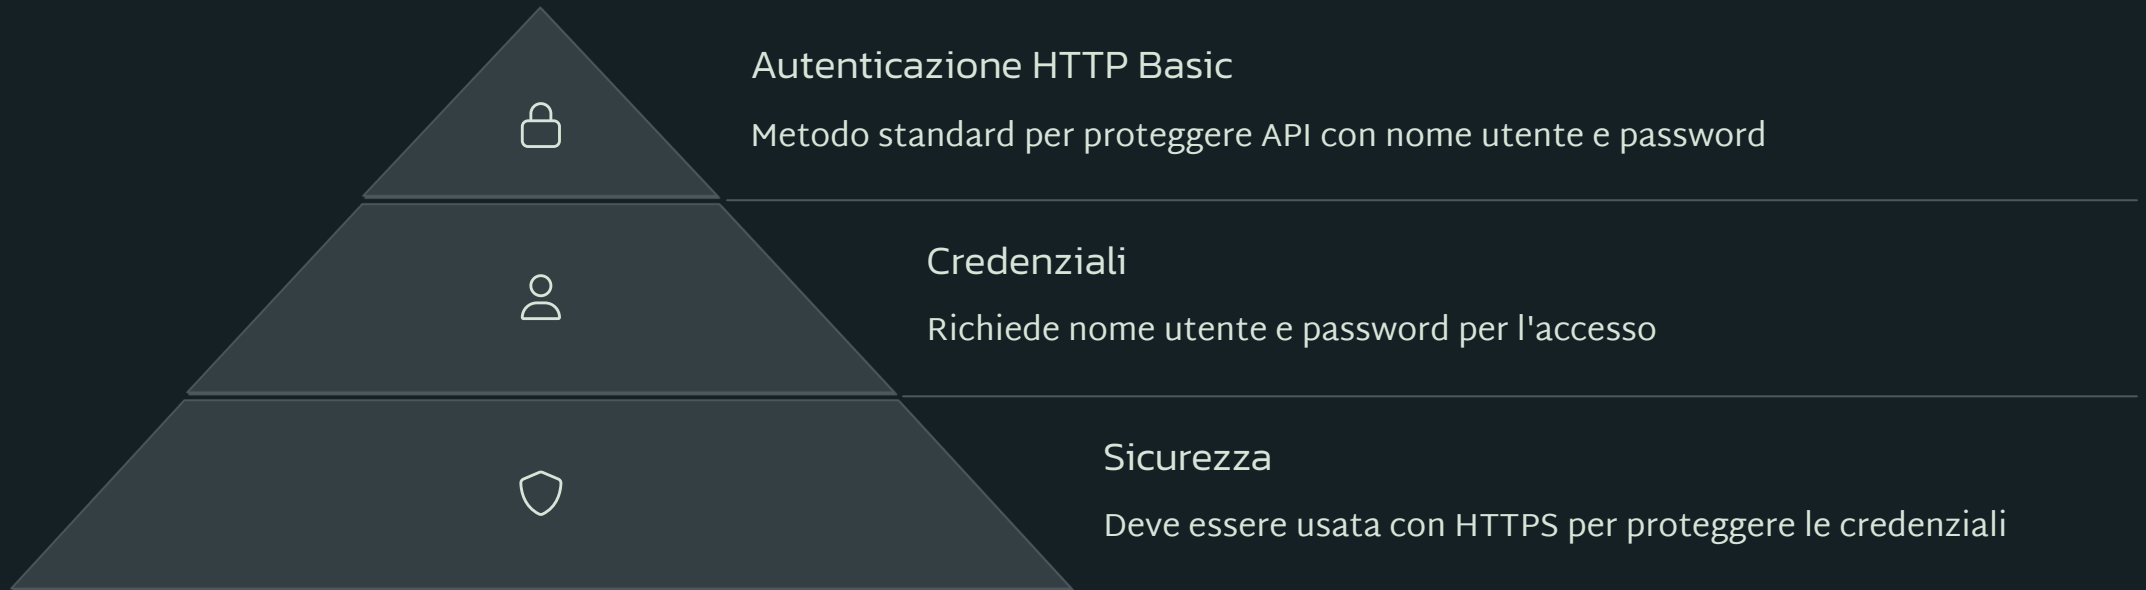 Autenticazione HTTP Basic
Metodo standard per proteggere API con nome utente e password
Credenziali
Richiede nome utente e password per l'accesso
Sicurezza
Deve essere usata con HTTPS per proteggere le credenziali